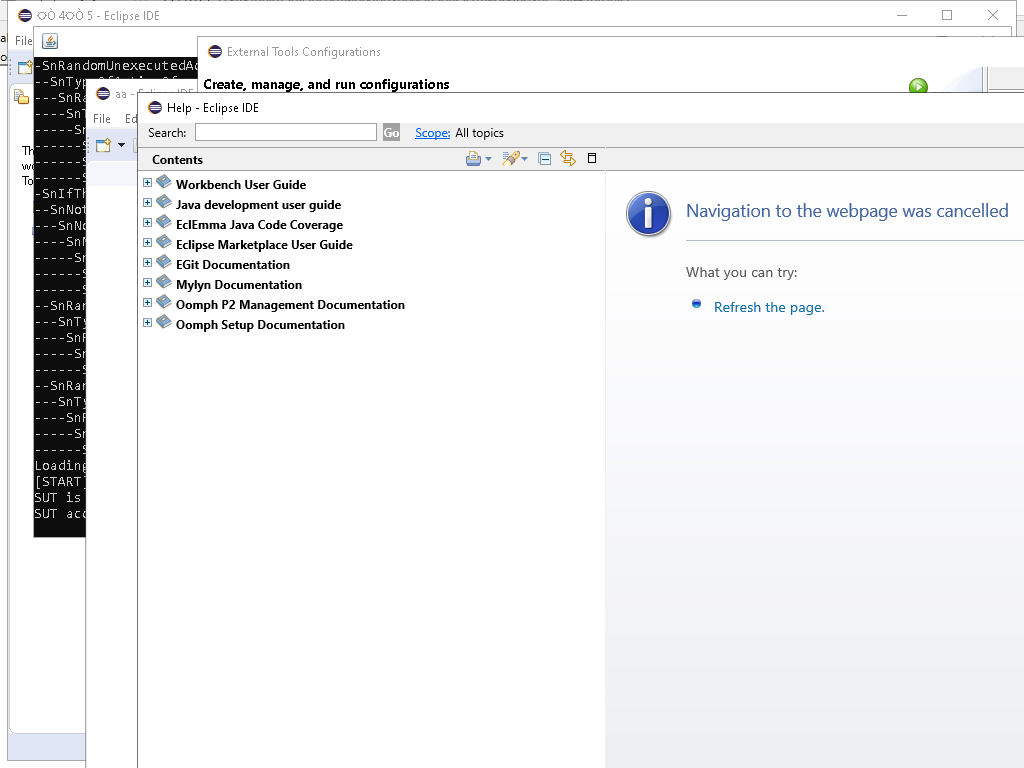 Eclipse IDE
File
External Tools Configurations
-SnRandomUnexecutedAc
Create, manage, and run configurations
--SnTyp
aa - Eclipse IDE
---SnRa
Help - Eclipse IDE
----SnT
File Ed
-----Sn
Search: Go Scope: All topics
------S
Th
Contents
wo
------S
To
-------S
Workbench User Guide
-SnIfTh
Java development user guide
--SnNot
EclEmma Java Code Coverage
---SnNo
Eclipse Marketplace User Guide
----SnN
EGit Documentation
-----Sn
Mylyn Documentation
------S
Oomph P2 Management Documentation
--SnRan
Oomph Setup Documentation
---SnTy
----SnR
-----Sn
------S
--SnRan
---SnTy
----SnR
-----Sn
------S
Loading
[START]
SUT is
SUT acc
Navigation to the webpage was cancelled
What you can try:
Refresh the page.